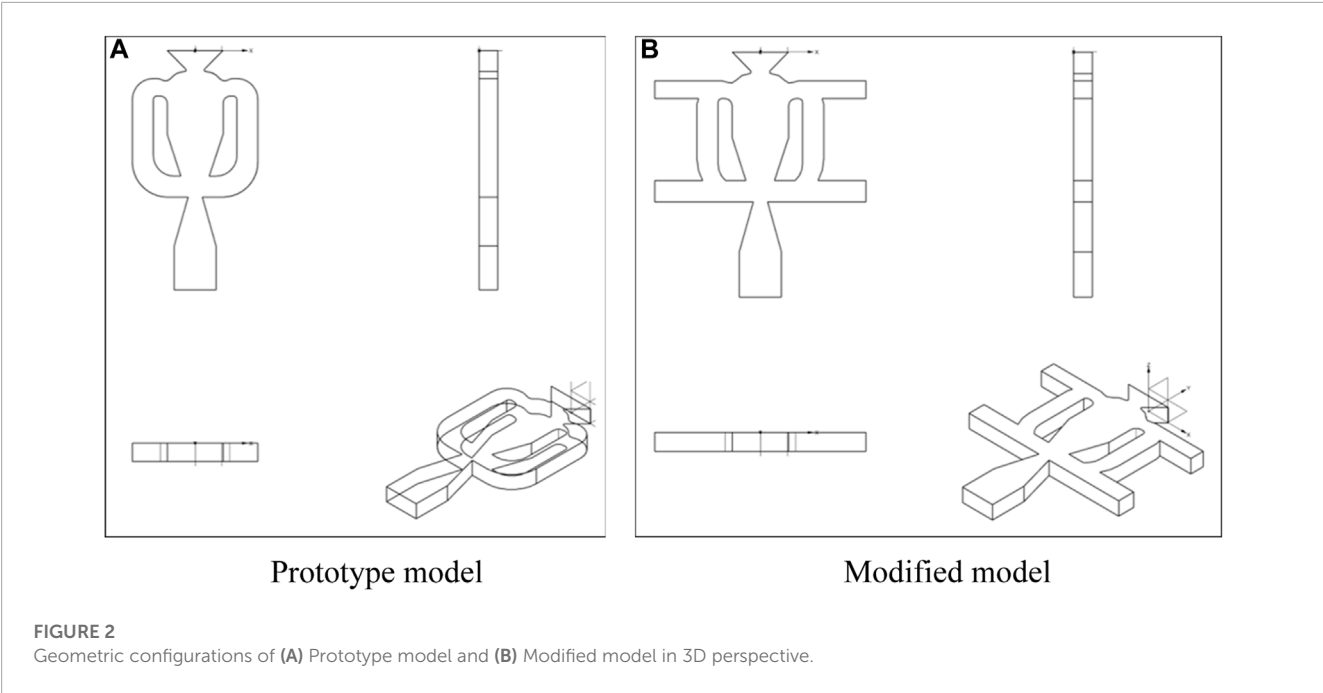 A
X
B
X
X
X
Z
Y
X
Prototype model
Modified model
FIGURE 2
Geometric configurations of (A) Prototype model and (B) Modified model in 3D perspective.